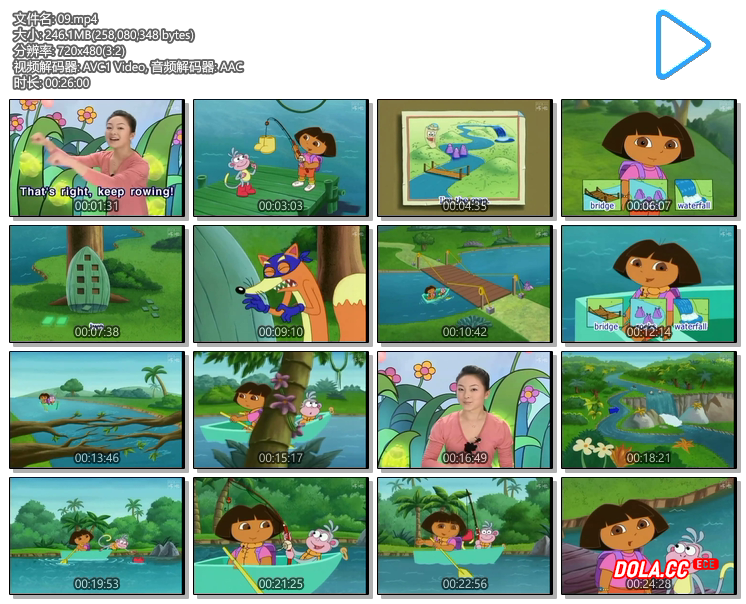 文件名: 09.mp4
大小: 246.1MB(258,080,348 bytes)
分辨率: 720x480(3:2)
视频解码器: AVC1 Video, 音频解码器: AAC
时长: 00:26:00
That's right, keep rowing!
00:01:31
00:03:03
00:04:35
bridge
waterfall
00:06:07
00:07:38
00:09:10
00:10:42
bridge
waterfall
00:12:14
00:13:46
00:15:17
00:16:49
00:18:21
00:19:53
00:21:25
00:22:56
DOLA.CC
00:24:28